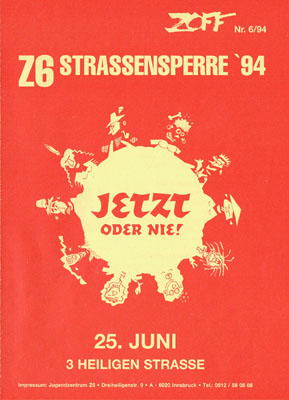 ZOFF Nr. 6/94
Z6 STRASSENSPERRE `94
JETZT
ODER NIE!
25. JUNI
3 HEILIGEN STRASSE
Impressum: Jugendzentrum Z6 • Dreiheiligenstr. 9 • A - 6020 Innsbruck • Tel.: 0512 / 58 08 08